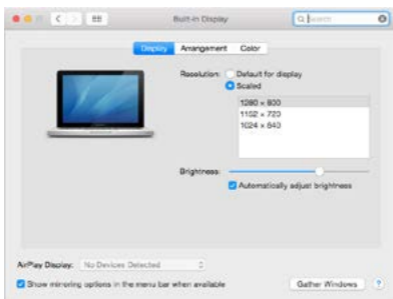 Built-in Display
Search
Display Arrangement Color
Resolution: Default for display
Scaled
1280 × 800
1152 × 720
1024 × 640
Brightness:
Automatically adjust brightness
AirPlay Display: No Devices Detected
Show mirroring options in the menu bar when available
Gather Windows ?